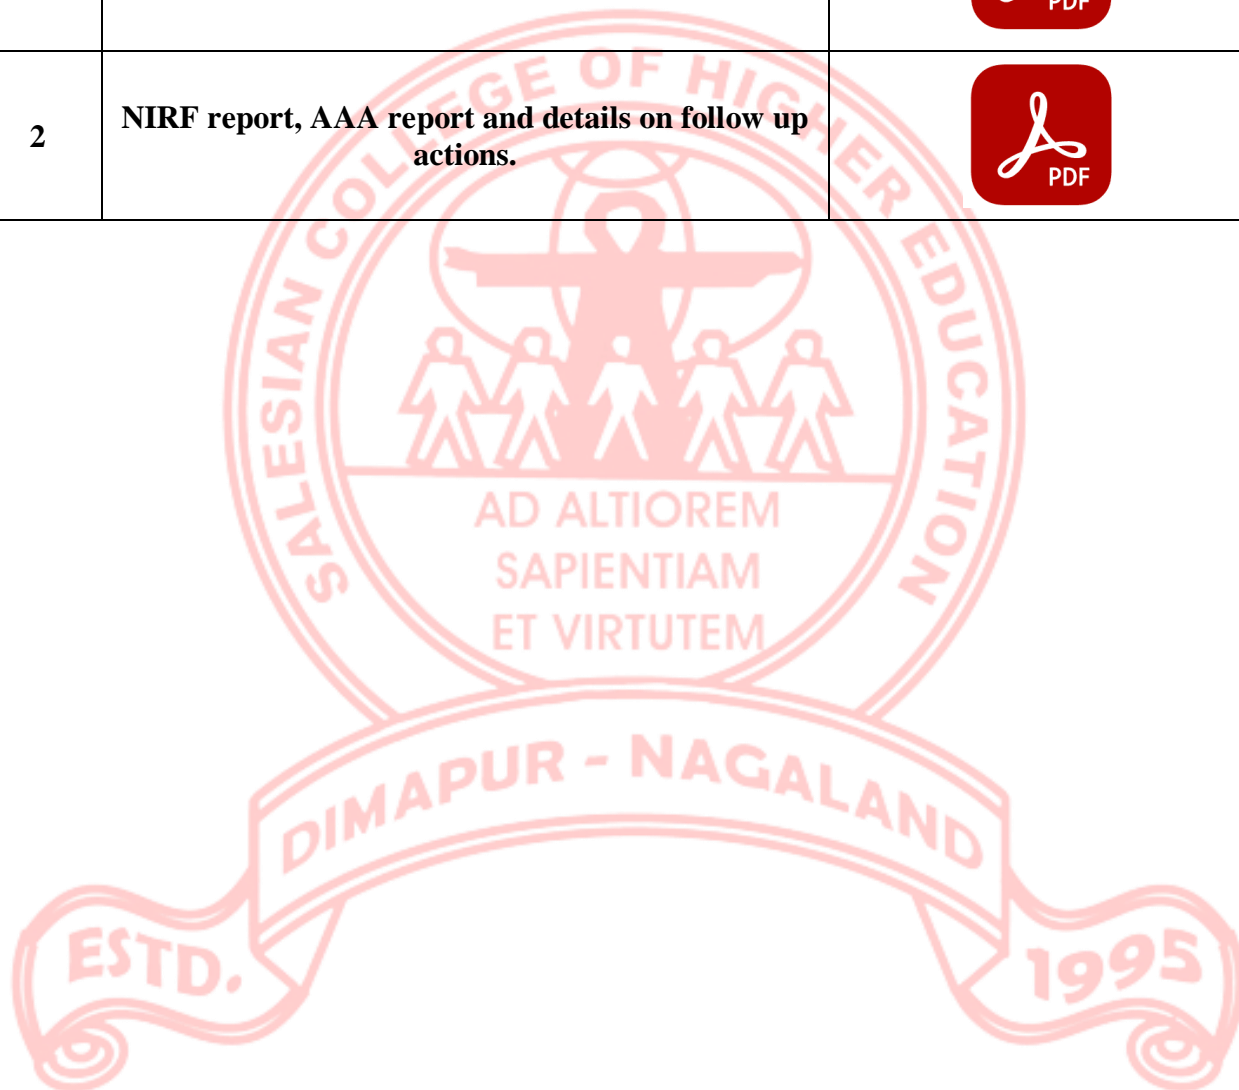 PDF
2
NIRF report, AAA report and details on follow up
actions.
PDF
SALESIAN COLLEGE OF HIGHER EDUCATION
AD ALTIOREM
SAPIENTIAM
ET VIRTUTEM
DIMAPUR - NAGALAND
ESTD.
1995